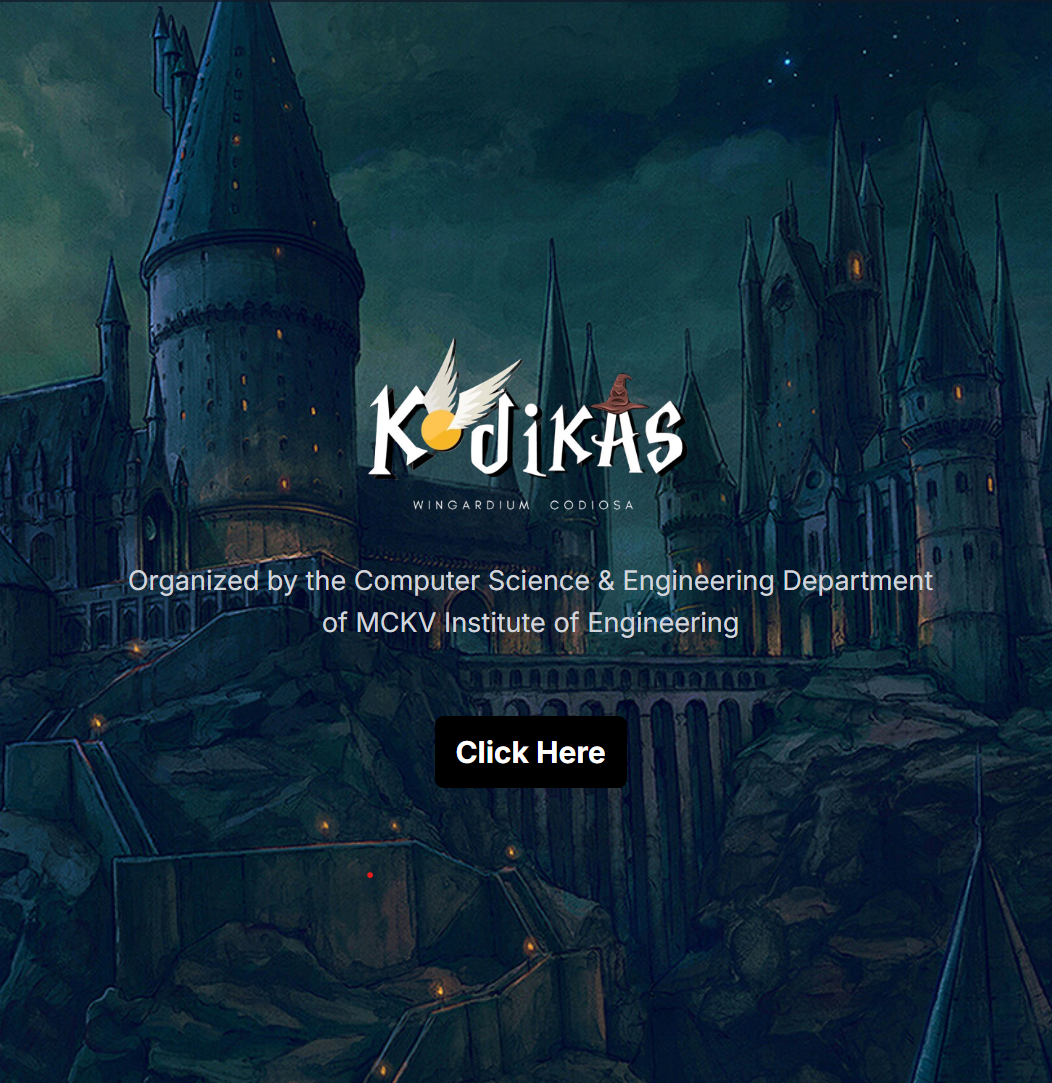 KodiKAS
WINGARDIUM CODIOSA
Organized by the Computer Science & Engineering Department
of MCKV Institute of Engineering
Click Here